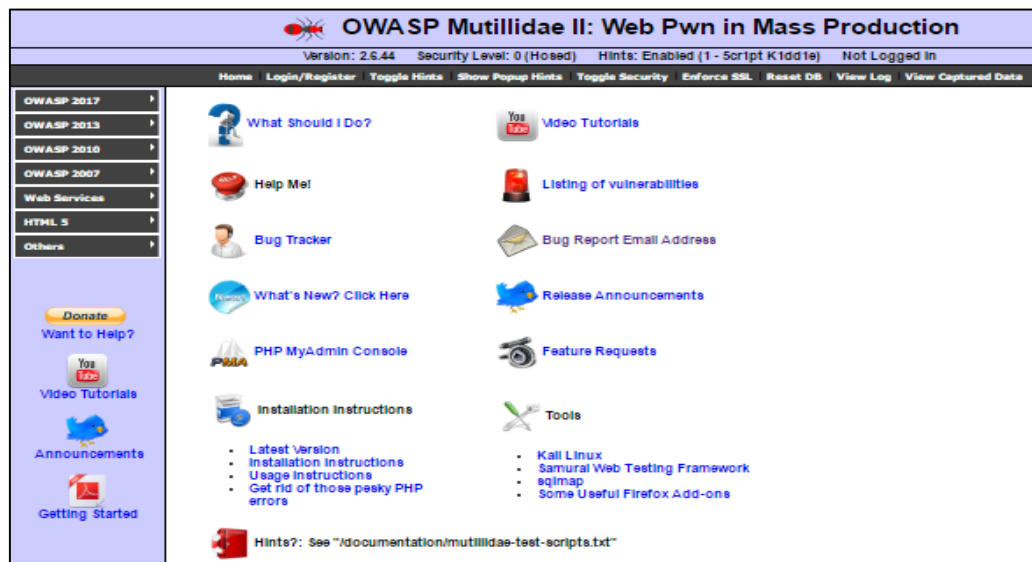 OWASP Mutillidae II: Web Pwn in Mass Production
Version: 2.6.44 Security Level: 0 (Hosed) Hints: Enabled (1 - 5cr1pt K1dd1e) Not Logged In
Home Login/Register Toggle Hints Show Popup Hints Toggle Security Enforce SSL Reset DB View Log View Captured Data
OWASP 2017
OWASP 2013
OWASP 2010
OWASP 2007
Web Services
HTML 5
Others
Donate
Want to Help?
You Tube
Video Tutorials
Announcements
Getting Started
What Should I Do?
You Tube
Video Tutorials
HELP
Help Me!
Listing of vulnerabilities
Bug Tracker
Bug Report Email Address
News
What's New? Click Here
Release Announcements
PMA
PHP MyAdmin Console
Feature Requests
Installation Instructions
Tools
Latest Version
Installation Instructions
Usage Instructions
Get rid of those pesky PHP
errors
Kali Linux
Samurai Web Testing Framework
sqlmap
Some Useful Firefox Add-ons
Hints?: See "/documentation/mutillidae-test-scripts.txt"